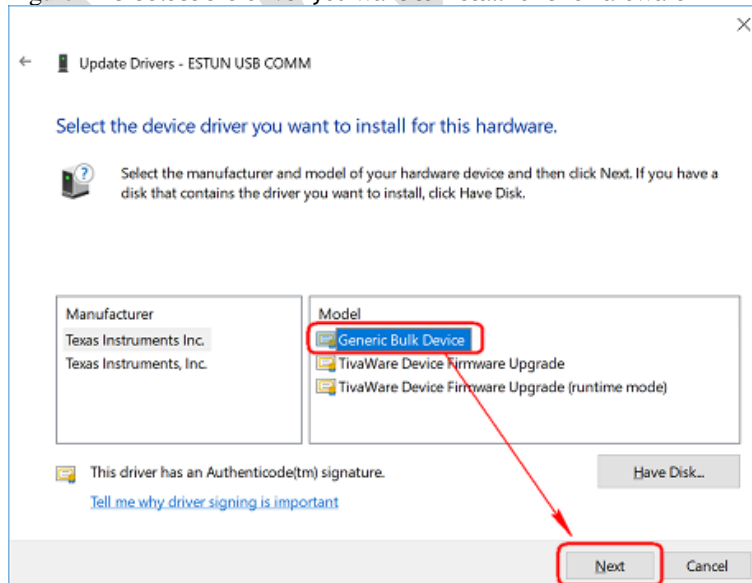 Update Drivers - ESTUN USB COMM
Select the device driver you want to install for this hardware.
Select the manufacturer and model of your hardware device and then click Next. If you have a
disk that contains the driver you want to install, click Have Disk.
Manufacturer
Texas Instruments Inc.
Texas Instruments, Inc.
Model
Generic Bulk Device
TivaWare Device Firmware Upgrade
TivaWare Device Firmware Upgrade (runtime mode)
This driver has an Authenticode(tm) signature.
Have Disk...
Tell me why driver signing is important
Next
Cancel